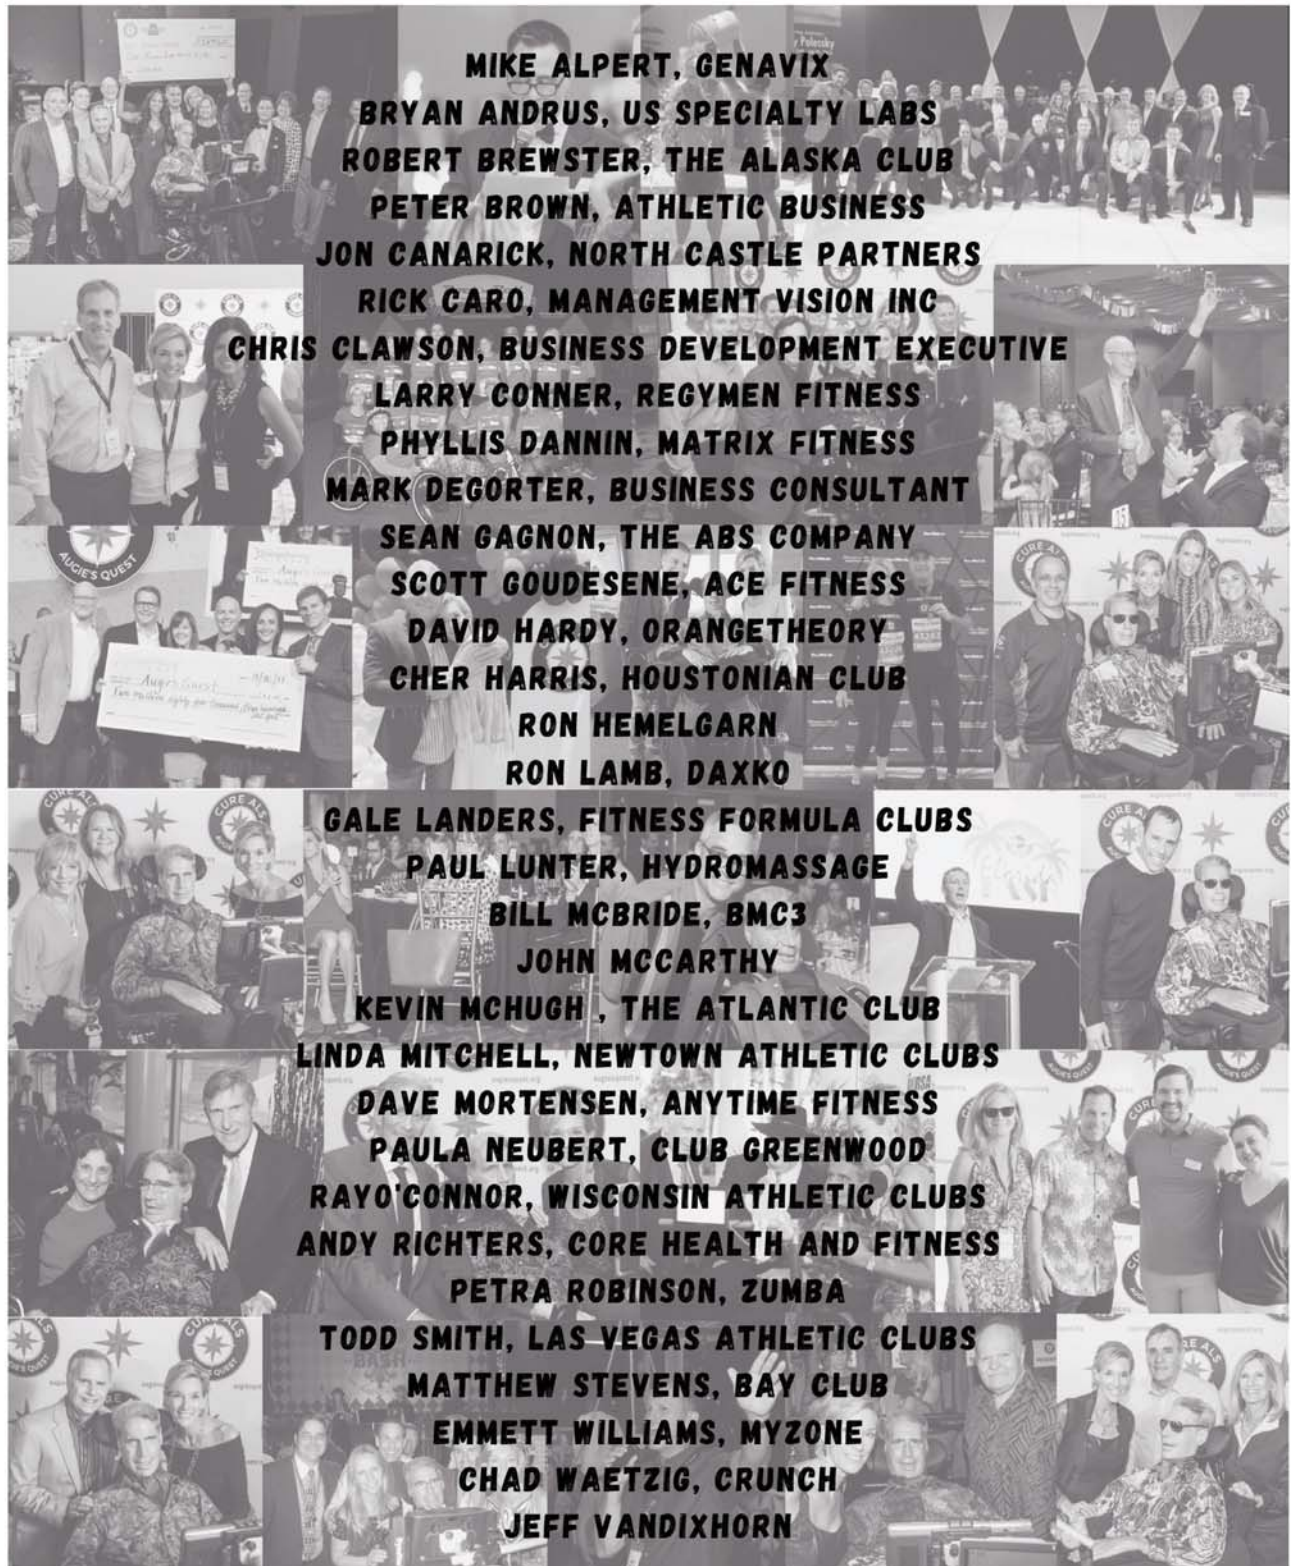 MIKE ALPERT, GENAVIX
BRYAN ANDRUS, US SPECIALTY LABS
ROBERT BREWSTER, THE ALASKA CLUB
PETER BROWN, ATHLETIC BUSINESS
JON CANARICK, NORTH CASTLE PARTNERS
RICK CARO, MANAGEMENT VISION INC
CHRIS CLAWSON, BUSINESS DEVELOPMENT EXECUTIVE
LARRY CONNER, REGYMEN FITNESS
PHYLLIS DANNIN, MATRIX FITNESS
MARK DEGORTER, BUSINESS CONSULTANT
SEAN GAGNON, THE ABS COMPANY
AUGIE'S QUEST
SCOTT GOUDESENE, ACE FITNESS
DAVID HARDY, ORANGETHEORY
CHER HARRIS, HOUSTONIAN CLUB
RON HEMELGARN
RON LAMB, DAXKO
GALE LANDERS, FITNESS FORMULA CLUBS
CURE ALS
PAUL LUNTER, HYDROMASSAGE
BILL MCBRIDE, BMC3
JOHN MCCARTHY
KEVIN MCHUGH , THE ATLANTIC CLUB
LINDA MITCHELL, NEWTOWN ATHLETIC CLUBS
DAVE MORTENSEN, ANYTIME FITNESS
PAULA NEUBERT, CLUB GREENWOOD
RAYO'CONNOR, WISCONSIN ATHLETIC CLUBS
ANDY RICHTERS, CORE HEALTH AND FITNESS
PETRA ROBINSON, ZUMBA
TODD SMITH, LAS VEGAS ATHLETIC CLUBS
MATTHEW STEVENS, BAY CLUB
EMMETT WILLIAMS, MYZONE
CHAD WAETZIG, CRUNCH
JEFF VANDIXHORN